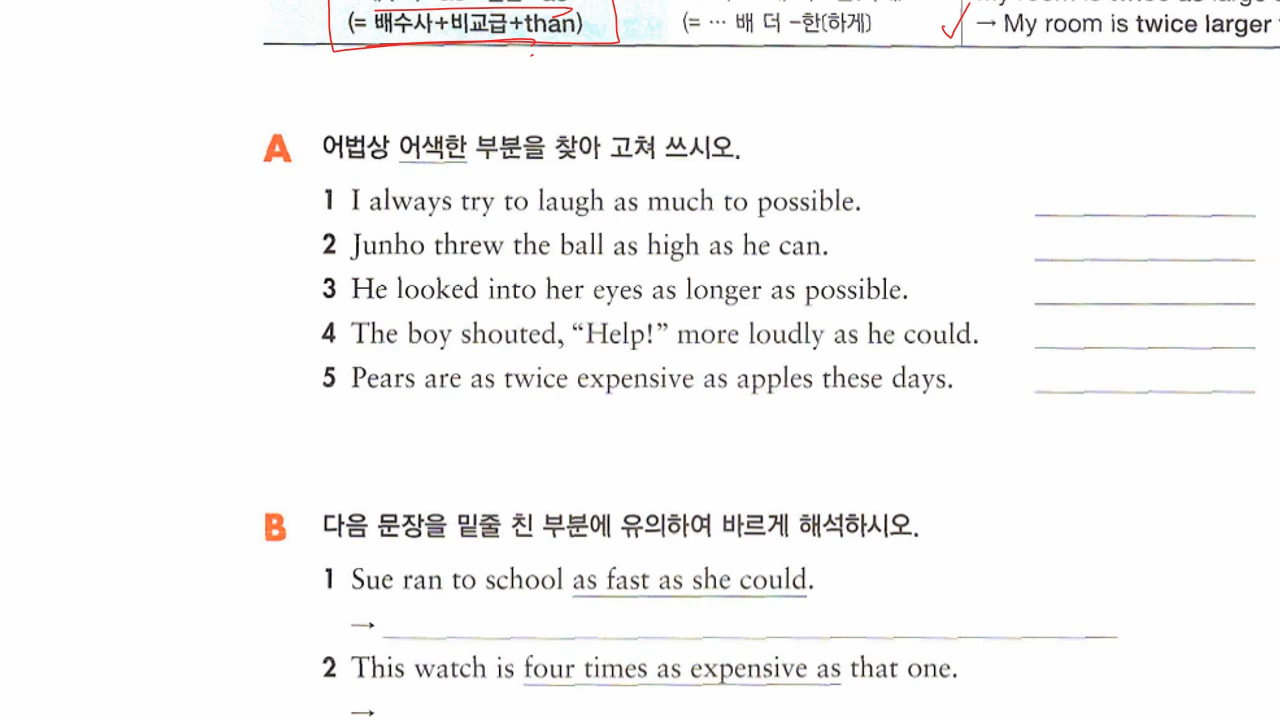 (= 배수사+비교급+than)
(= ··· 배 더 –한(하게)
→ My room is twice larger
A 어법상 어색한 부분을 찾아 고쳐 쓰시오.
1 I always try to laugh as much to possible.
2 Junho threw the ball as high as he can.
3 He looked into her eyes as longer as possible.
4 The boy shouted, “Help!” more loudly as he could.
5 Pears are as twice expensive as apples these days.
B 다음 문장을 밑줄 친 부분에 유의하여 바르게 해석하시오.
1 Sue ran to school as fast as she could.
→
2 This watch is four times as expensive as that one.
→